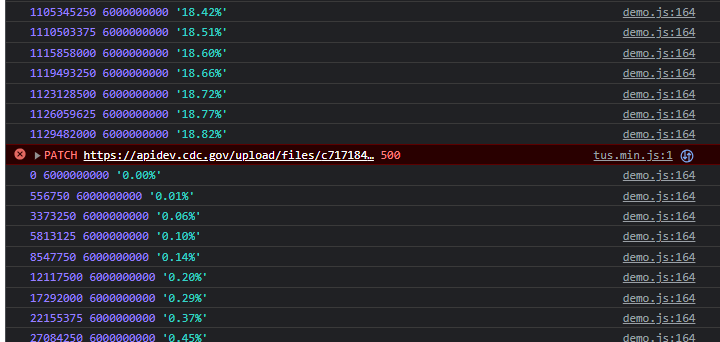 1105345250 6000000000 '18.42%' demo.js:164
1110503375 6000000000 '18.51%' demo.js:164
1115858000 6000000000 '18.60%' demo.js:164
1119493250 6000000000 '18.66%' demo.js:164
1123128500 6000000000 '18.72%' demo.js:164
1126059625 6000000000 '18.77%' demo.js:164
1129482000 6000000000 '18.82%' demo.js:164
PATCH https://apidev.cdc.gov/upload/files/c717184… 500 tus.min.js:1
0 6000000000 '0.00%' demo.js:164
556750 6000000000 '0.01%' demo.js:164
3373250 6000000000 '0.06%' demo.js:164
5813125 6000000000 '0.10%' demo.js:164
8547750 6000000000 '0.14%' demo.js:164
12117500 6000000000 '0.20%' demo.js:164
17292000 6000000000 '0.29%' demo.js:164
22155375 6000000000 '0.37%' demo.js:164
27084250 6000000000 '0.45%' demo.js:164